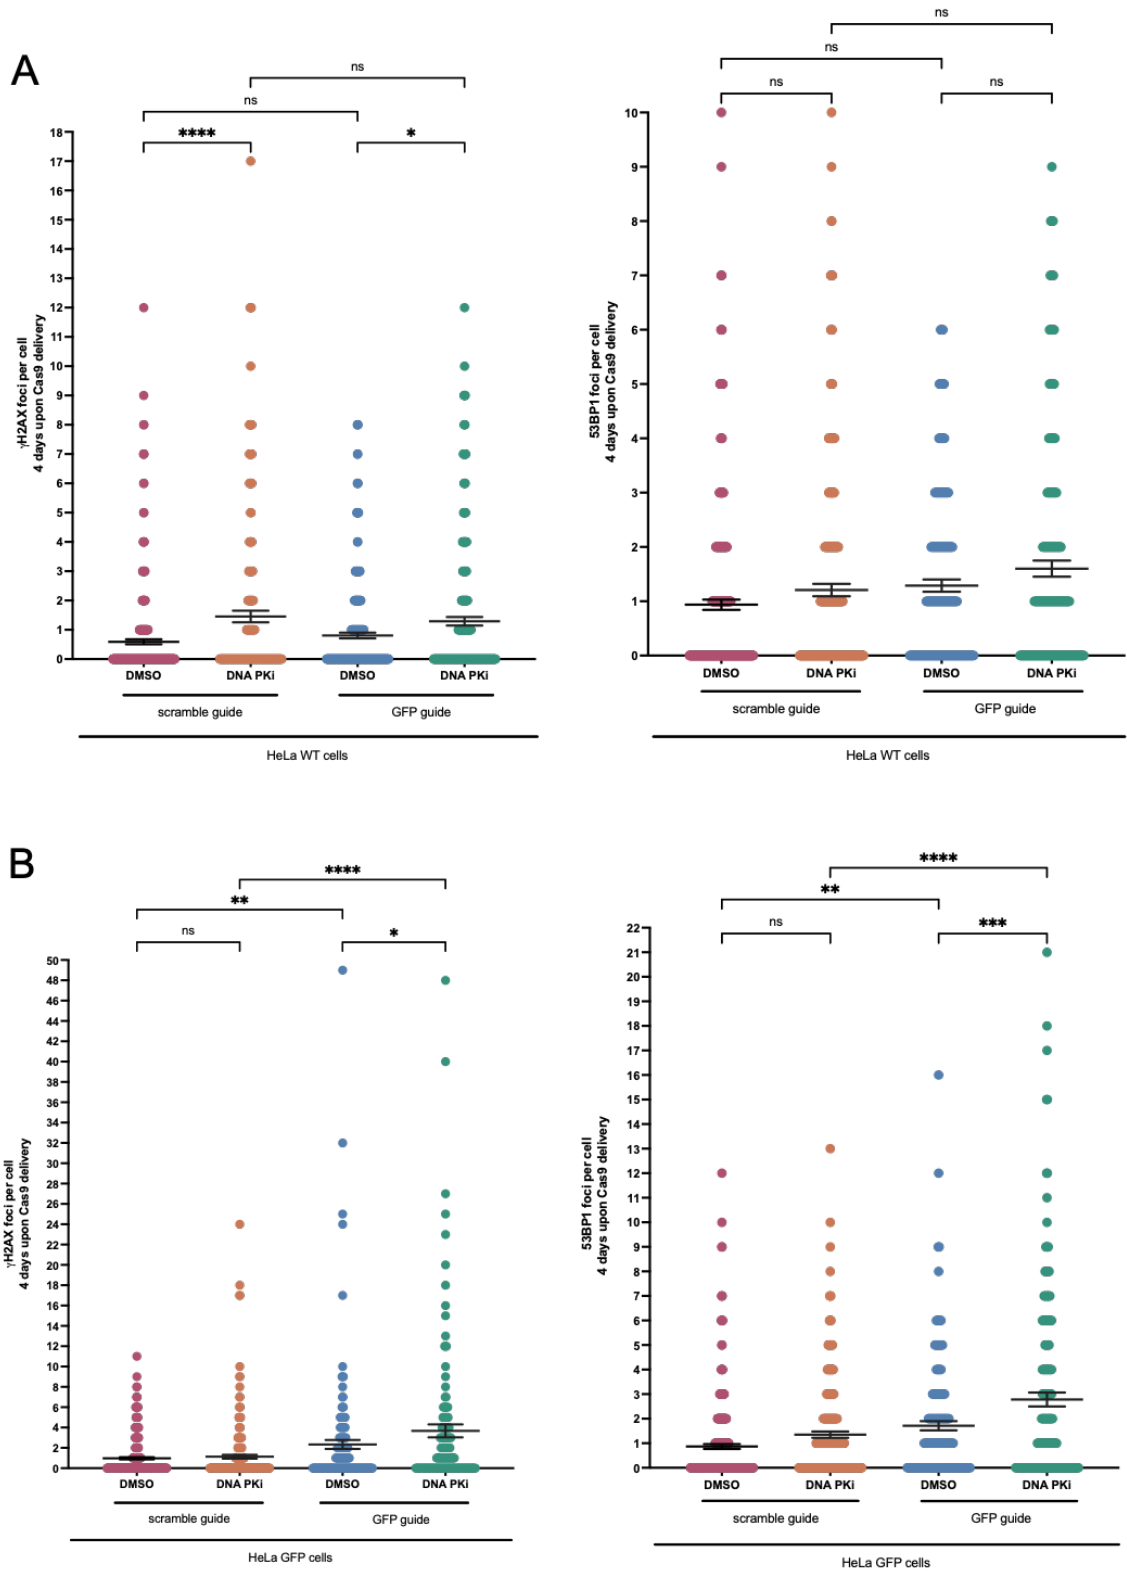 A
ns
ns
****
*
18
17
16
15
14
13
12
11
10
9
8
7
6
5
4
3
2
1
0
γH2AX foci per cell
4 days upon Cas9 delivery
DMSO
DNA PKi
DMSO
DNA PKi
scramble guide
GFP guide
HeLa WT cells
ns
ns
ns
ns
10
9
8
7
6
5
4
3
2
1
0
53BP1 foci per cell
4 days upon Cas9 delivery
DMSO
DNA PKi
DMSO
DNA PKi
scramble guide
GFP guide
HeLa WT cells
B
****
**
ns
*
50
48
46
44
42
40
38
36
34
32
30
28
26
24
22
20
18
16
14
12
10
8
6
4
2
0
γH2AX foci per cell
4 days upon Cas9 delivery
DMSO
DNA PKi
DMSO
DNA PKi
scramble guide
GFP guide
HeLa GFP cells
****
**
ns
***
22
21
20
19
18
17
16
15
14
13
12
11
10
9
8
7
6
5
4
3
2
1
0
53BP1 foci per cell
4 days upon Cas9 delivery
DMSO
DNA PKi
DMSO
DNA PKi
scramble guide
GFP guide
HeLa GFP cells